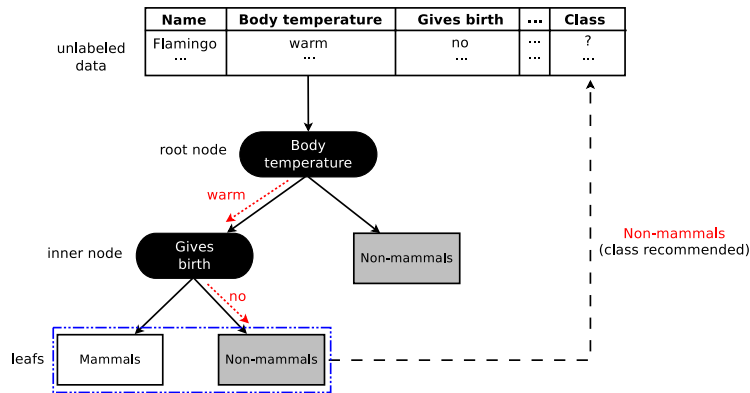 Name Body temperature Gives birth ... Class
unlabeled
data
Flamingo warm no ... ?
... ... ... ... ...
root node
Body
temperature
warm
inner node
Gives
birth
Non-mammals
Non-mammals
(class recommended)
no
leafs
Mammals
Non-mammals